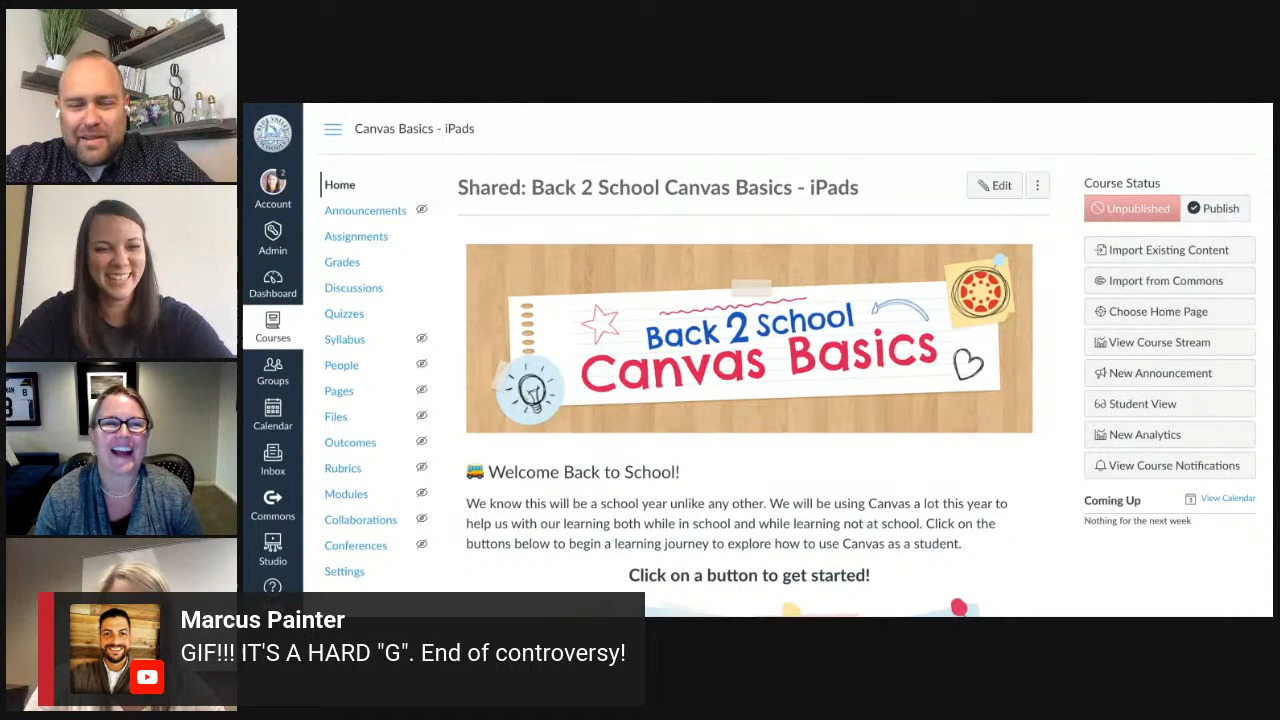 BLUE VALLEY
SCHOOLS
Canvas Basics - iPads
2
Account
Admin
Dashboard
Courses
Groups
Calendar
Inbox
Commons
Studio
?
Home
Announcements
Assignments
Grades
Discussions
Quizzes
Syllabus
People
Pages
Files
Outcomes
Rubrics
Modules
Collaborations
Conferences
Settings
Shared: Back 2 School Canvas Basics - iPads
Edit
Back 2 School
Canvas Basics
Welcome Back to School!
We know this will be a school year unlike any other. We will be using Canvas a lot this year to
help us with our learning both while in school and while learning not at school. Click on the
buttons below to begin a learning journey to explore how to use Canvas as a student.
Click on a button to get started!
Course Status
Unpublished
Publish
Import Existing Content
Import from Commons
Choose Home Page
View Course Stream
New Announcement
Student View
New Analytics
View Course Notifications
Coming Up
View Calendar
Nothing for the next week
Marcus Painter
GIF!!! IT'S A HARD "G". End of controversy!